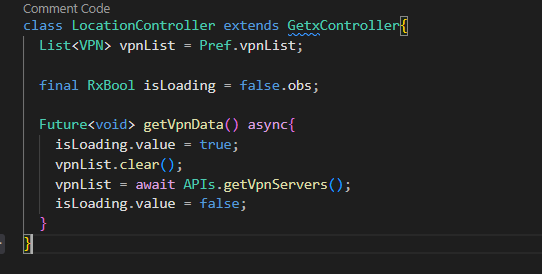 Comment Code
class LocationController extends GetxController{
  List<VPN> vpnList = Pref.vpnList;
  final RxBool isLoading = false.obs;
  Future<void> getVpnData() async{
    isLoading.value = true;
    vpnList.clear();
    vpnList = await APIs.getVpnServers();
    isLoading.value = false;
  }
}